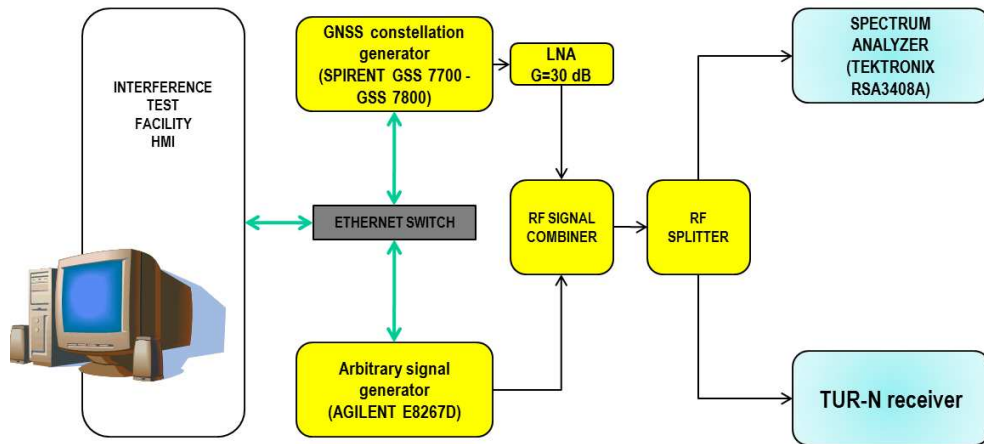 INTERFERENCE
TEST
FACILITY
HMI
GNSS constellation
generator
(SPIRENT GSS 7700 -
GSS 7800)
LNA
G=30 dB
SPECTRUM
ANALYZER
(TEKTRONIX
RSA3408A)
ETHERNET SWITCH
RF SIGNAL
COMBINER
RF
SPLITTER
Arbitrary signal
generator
(AGILENT E8267D)
TUR-N receiver